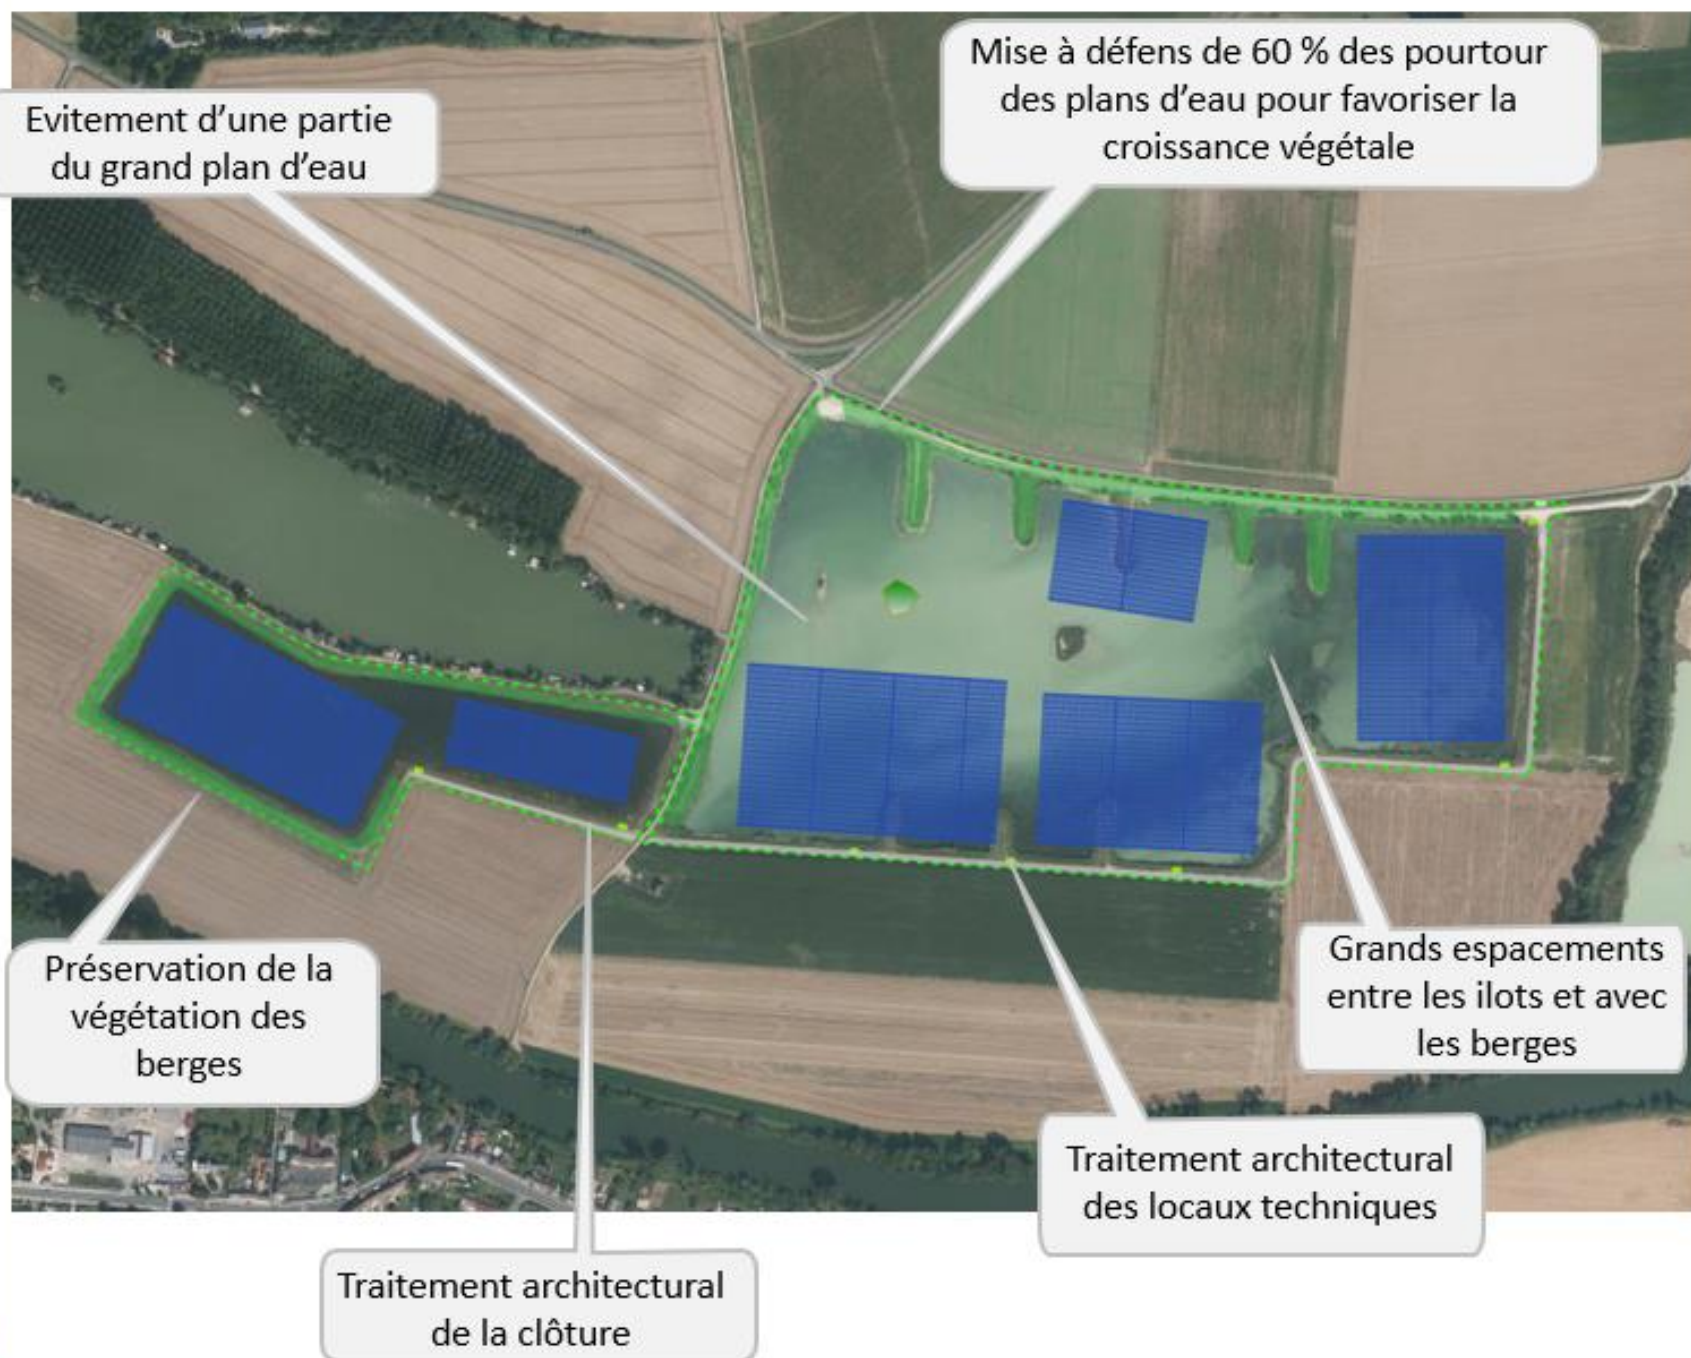 Mise à défens de 60 % des pourtour
des plans d'eau pour favoriser la
croissance végétale
Evitement d'une partie
du grand plan d'eau
Préservation de la
végétation des
berges
Grands espacements
entre les ilots et avec
les berges
Traitement architectural
des locaux techniques
Traitement architectural
de la clôture